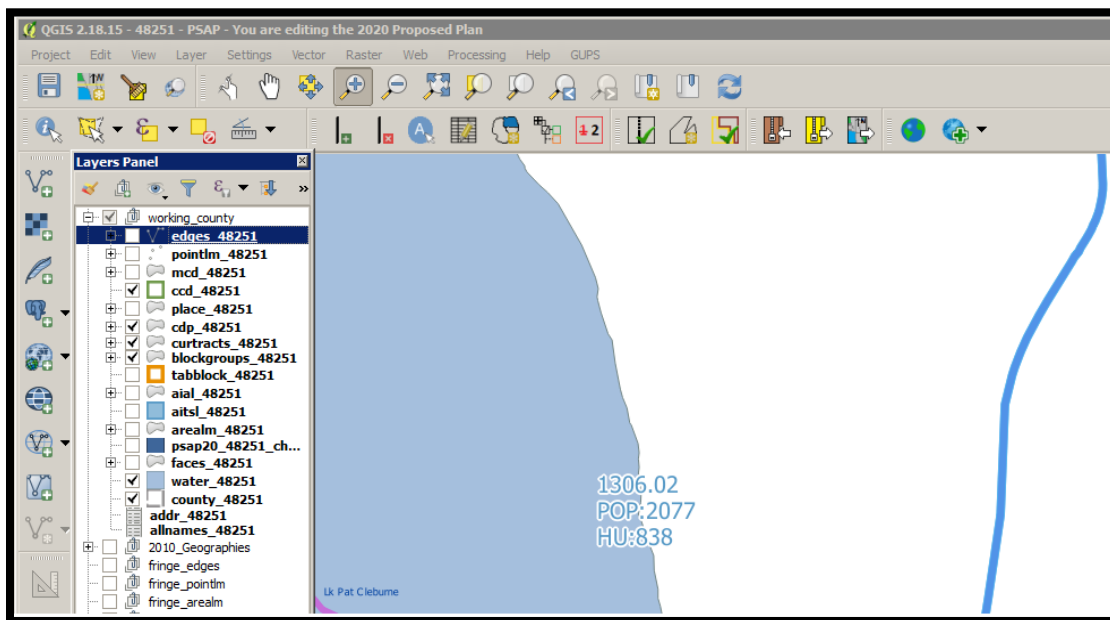 QGIS 2.18.15 - 48251 - PSAP - You are editing the 2020 Proposed Plan
Project Edit View Layer Settings Vector Raster Web Processing Help GUPS
Layers Panel
working_county
edges_48251
pointlm_48251
mcd_48251
ccd_48251
place_48251
cdp_48251
curtracts_48251
blockgroups_48251
tabblock_48251
aial_48251
aitsl_48251
arealm_48251
psap20_48251_ch...
faces_48251
water_48251
county_48251
addr_48251
allnames_48251
2010_Geographies
fringe_edges
fringe_pointlm
fringe_arealm
1306.02
POP:2077
HU:838
Lk Pat Cleburne